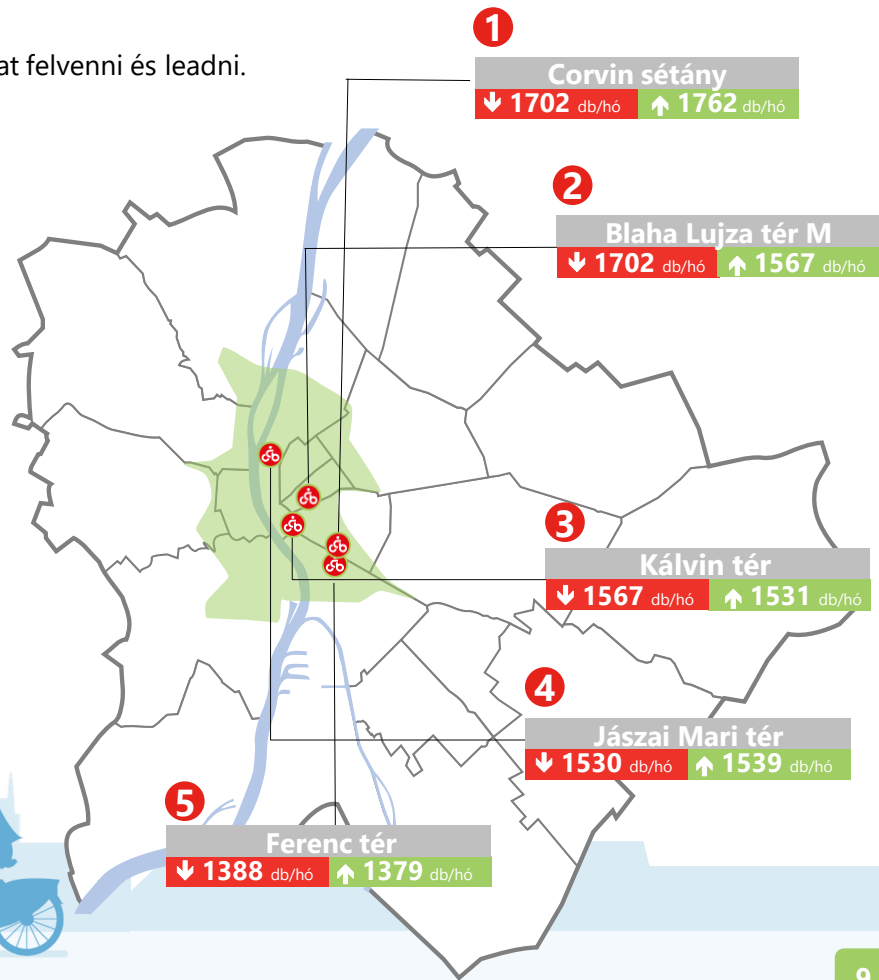 at felvenni és leadni.
1
Corvin sétány
1702 db/hó 1762 db/hó
2
Blaha Lujza tér M
1702 db/hó 1567 db/hó
3
Kálvin tér
1567 db/hó 1531 db/hó
4
Jászai Mari tér
1530 db/hó 1539 db/hó
5
Ferenc tér
1388 db/hó 1379 db/hó
9